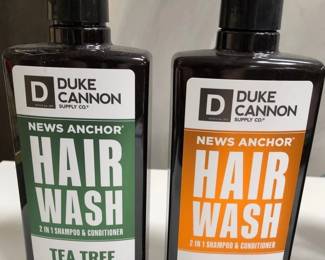 D DUKE
CANNON
SUPPLY CO.®
NEWS ANCHOR®
HAIR
WASH
2 IN 1 SHAMPOO & CONDITIONER
TEA TREE
D DUKE
CANNON
SUPPLY CO.®
NEWS ANCHOR®
HAIR
WASH
2 IN 1 SHAMPOO & CONDITIONER